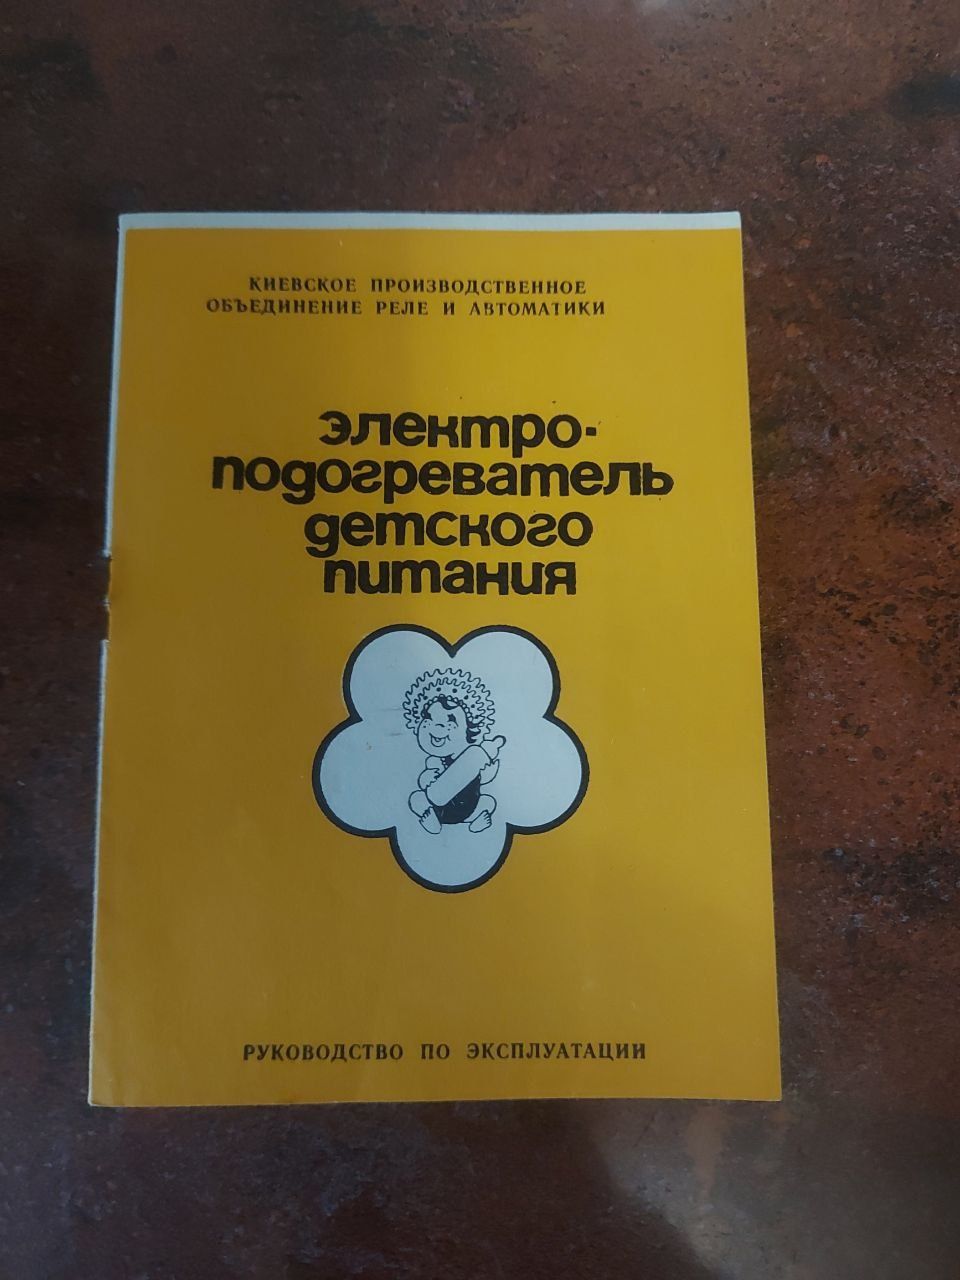 КИЕВСКОЕ ПРОИЗВОДСТВЕННОЕ
ОБЪЕДИНЕНИЕ РЕЛЕ И АВТОМАТИКИ
электро-
подогреватель
детского
питания
РУКОВОДСТВО ПО ЭКСПЛУАТАЦИИ